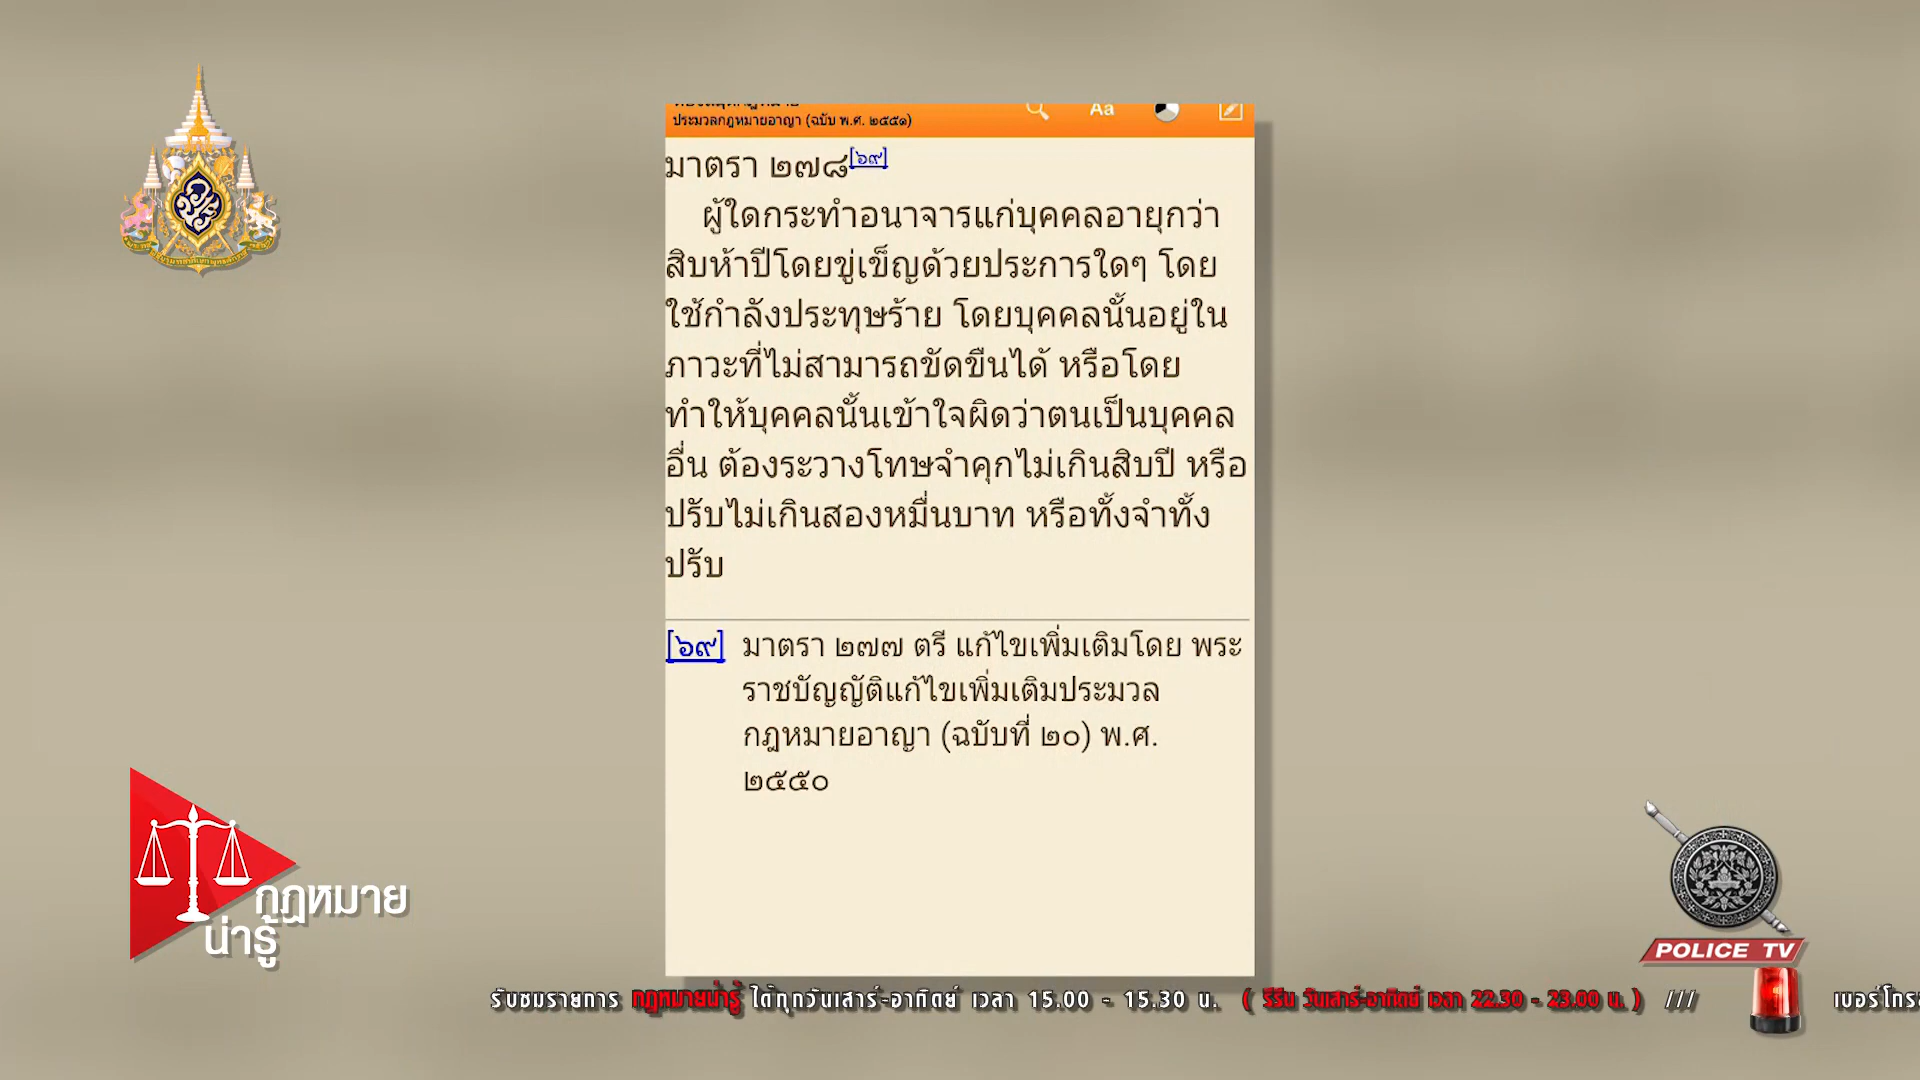 ประมวลกฎหมายอาญา (ฉบับ พ.ศ. ๒๕๕๑)
Aa
มาตรา ๒๗๘[๖๙]
ผู้ใดกระทำอนาจารแก่บุคคลอายุกว่า
สิบห้าปีโดยขู่เข็ญด้วยประการใดๆ โดย
ใช้กำลังประทุษร้าย โดยบุคคลนั้นอยู่ใน
ภาวะที่ไม่สามารถขัดขืนได้ หรือโดย
ทำให้บุคคลนั้นเข้าใจผิดว่าตนเป็นบุคคล
อื่น ต้องระวางโทษจำคุกไม่เกินสิบปี หรือ
ปรับไม่เกินสองหมื่นบาท หรือทั้งจำทั้ง
ปรับ
[๖๙] มาตรา ๒๗๗ ตรี แก้ไขเพิ่มเติมโดย พระ
ราชบัญญัติแก้ไขเพิ่มเติมประมวล
กฎหมายอาญา (ฉบับที่ ๒๐) พ.ศ.
๒๕๕๐
กฎหมาย
น่ารู้
POLICE TV
รับชมรายการ กฎหมายน่ารู้ ได้ทุกวันเสาร์-อาทิตย์ เวลา 15.00 - 15.30 น. ( รีรัน วันเสาร์-อาทิตย์ เวลา 22.30 - 23.00 น. ) ///